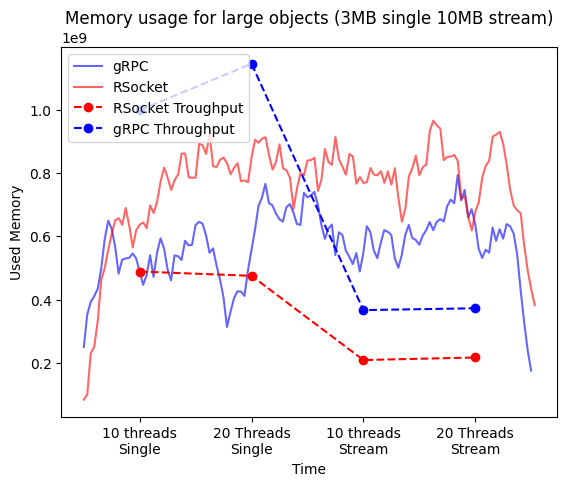 Memory usage for large objects (3MB single 10MB stream)
1e9
gRPC
RSocket
RSocket Troughput
gRPC Throughput
1.0
0.8
0.6
0.4
0.2
Used Memory
10 threads
Single
20 Threads
Single
10 threads
Stream
20 Threads
Stream
Time